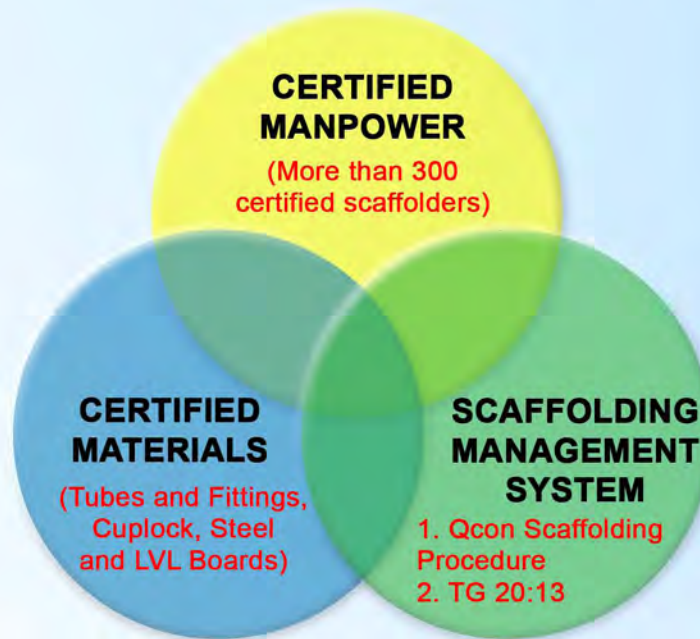 CERTIFIED
MANPOWER
(More than 300
certified scaffolders)
CERTIFIED
MATERIALS
(Tubes and Fittings,
Cuplock, Steel
and LVL Boards)
SCAFFOLDING
MANAGEMENT
SYSTEM
1. Qcon Scaffolding
Procedure
2. TG 20:13